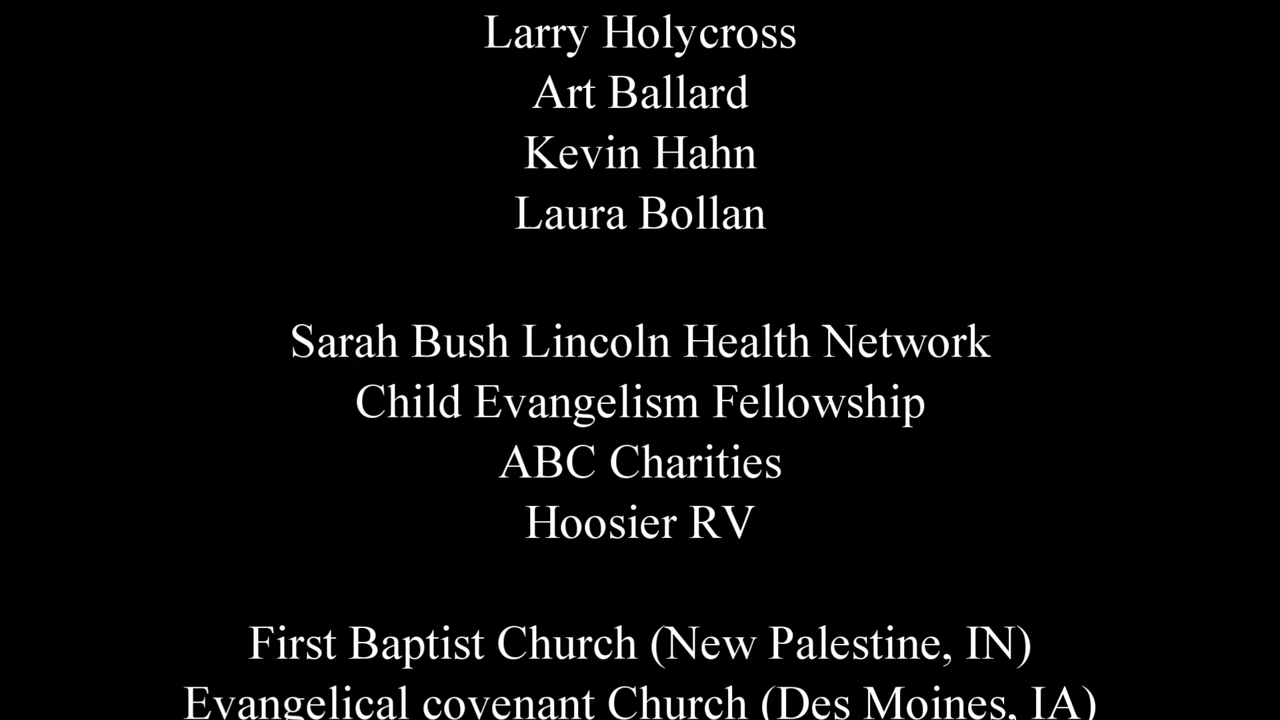 Larry Holycross
Art Ballard
Kevin Hahn
Laura Bollan
Sarah Bush Lincoln Health Network
Child Evangelism Fellowship
ABC Charities
Hoosier RV
First Baptist Church (New Palestine, IN)
Evangelical covenant Church (Des Moines, IA)